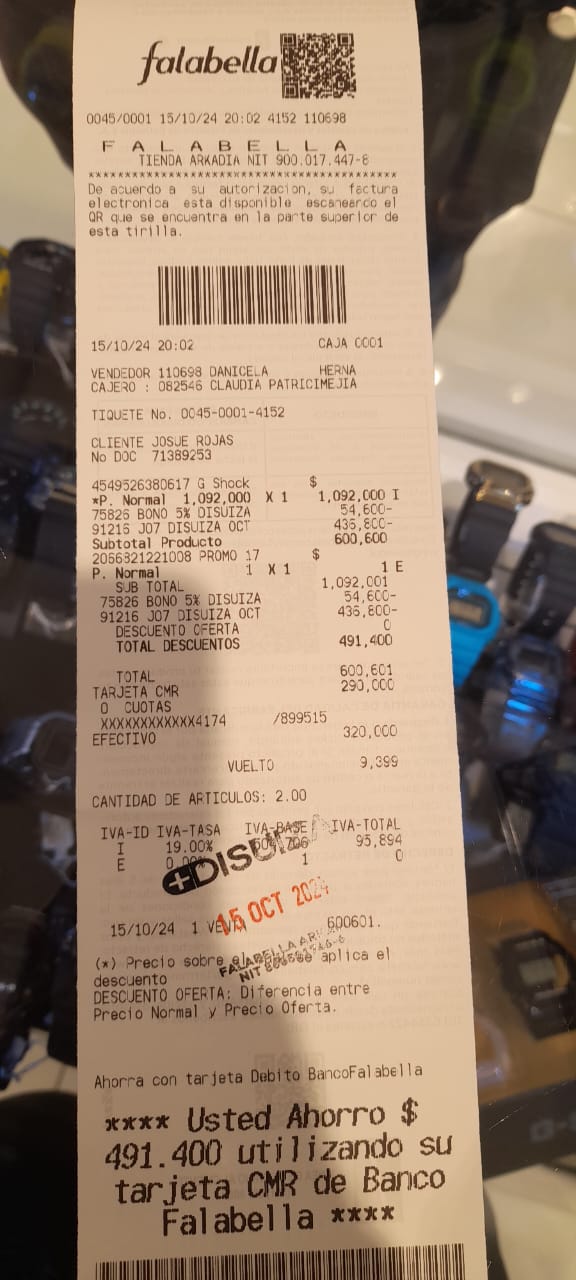 falabella
0045/0001 15/10/24 20:02 4152 110698
F A L A B E L L A
TIENDA ARKADIA NIT 900.017.447-8
****************************************
De acuerdo a su autorizacion, su factura
electronica esta disponible escaneando el
QR que se encuentra en la parte superior de
esta tirilla.
15/10/24 20:02 CAJA 0001
VENDEDOR 110698 DANICELA HERNA
CAJERO : 082546 CLAUDIA PATRICIMEJIA
TIQUETE No. 0045-0001-4152
CLIENTE JOSUE ROJAS
No DOC 71389253
4549526380617 G Shock $
*P. Normal 1,092,000 X 1 1,092,000 I
75826 BONO 5% DISUIZA 54,600-
91216 J07 DISUIZA OCT 436,800-
Subtotal Producto 600,600
2066321221008 PROMO 17 $
P. Normal 1 X 1 1 E
SUB TOTAL 1,092,001
75826 BONO 5% DISUIZA 54,600-
91216 J07 DISUIZA OCT 436,800-
DESCUENTO OFERTA 0
TOTAL DESCUENTOS 491,400
TOTAL 600,601
TARJETA CMR 290,000
0 CUOTAS
XXXXXXXXXXXX4174 /899515
EFECTIVO 320,000
VUELTO 9,399
CANTIDAD DE ARTICULOS: 2.00
IVA-ID IVA-TASA IVA-BASE IVA-TOTAL
I 19.00% 706 95,894
E 0.00% 1 0
DISUIZA
15 OCT 2024
15/10/24 1 VENTA 600601.
FALABELLA
NIT
(*) Precio sobre el aplica el
descuento
DESCUENTO OFERTA: Diferencia entre
Precio Normal y Precio Oferta.
Ahorra con tarjeta Debito BancoFalabella
**** Usted Ahorro $
491.400 utilizando su
tarjeta CMR de Banco
Falabella ****